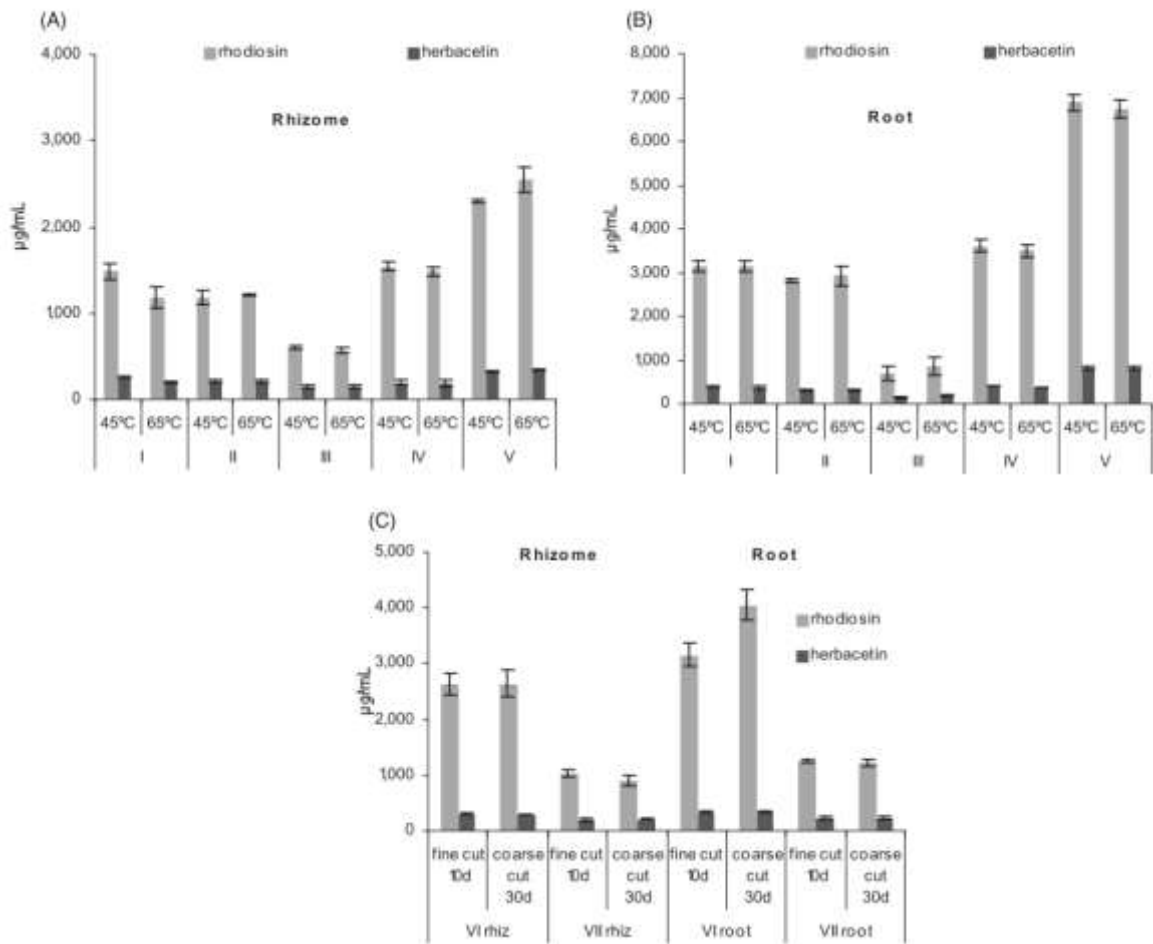 (A)
4,000
rhodiosin herbacetin
Rhizome
3,000
µg/mL
2,000
1,000
0
45ºC 65ºC 45ºC 65ºC 45ºC 65ºC 45ºC 65ºC 45ºC 65ºC
I II III IV V
(B)
8,000
rhodiosin herbacetin
7,000
Root
6,000
5,000
µg/mL
4,000
3,000
2,000
1,000
0
45ºC 65ºC 45ºC 65ºC 45ºC 65ºC 45ºC 65ºC 45ºC 65ºC
I II III IV V
(C)
5,000
Rhizome Root
4,000
rhodiosin
herbacetin
3,000
µg/mL
2,000
1,000
0
fine cut coarse fine cut coarse fine cut coarse fine cut coarse
10d cut 10d cut 10d cut 10d cut
30d 30d 30d 30d
VI rhiz VII rhiz VI root VII root